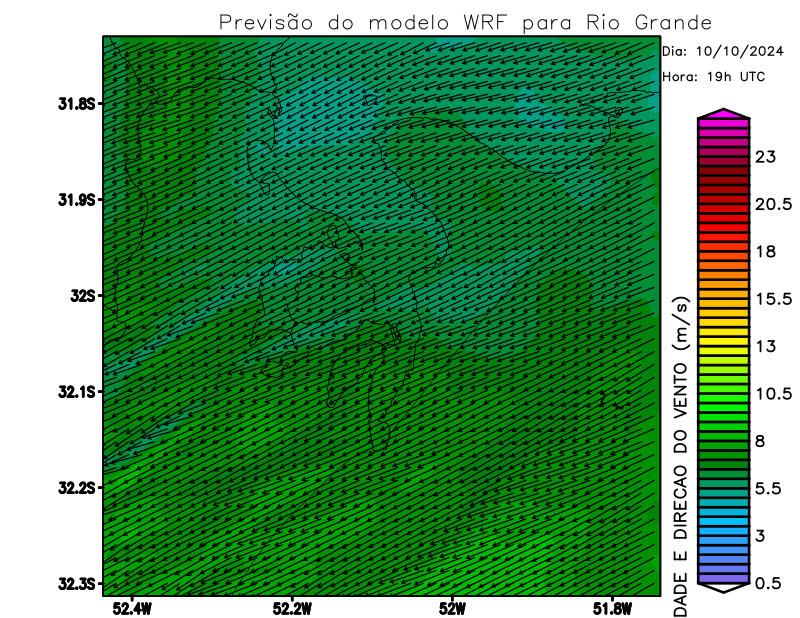 Previsão do modelo WRF para Rio Grande
Dia: 10/10/2024
Hora: 19h UTC
31.8S
31.9S
32S
32.1S
32.2S
32.3S
52.4W
52.2W
52W
51.8W
23
20.5
18
15.5
13
10.5
8
5.5
3
0.5
DADE E DIRECAO DO VENTO (m/s)